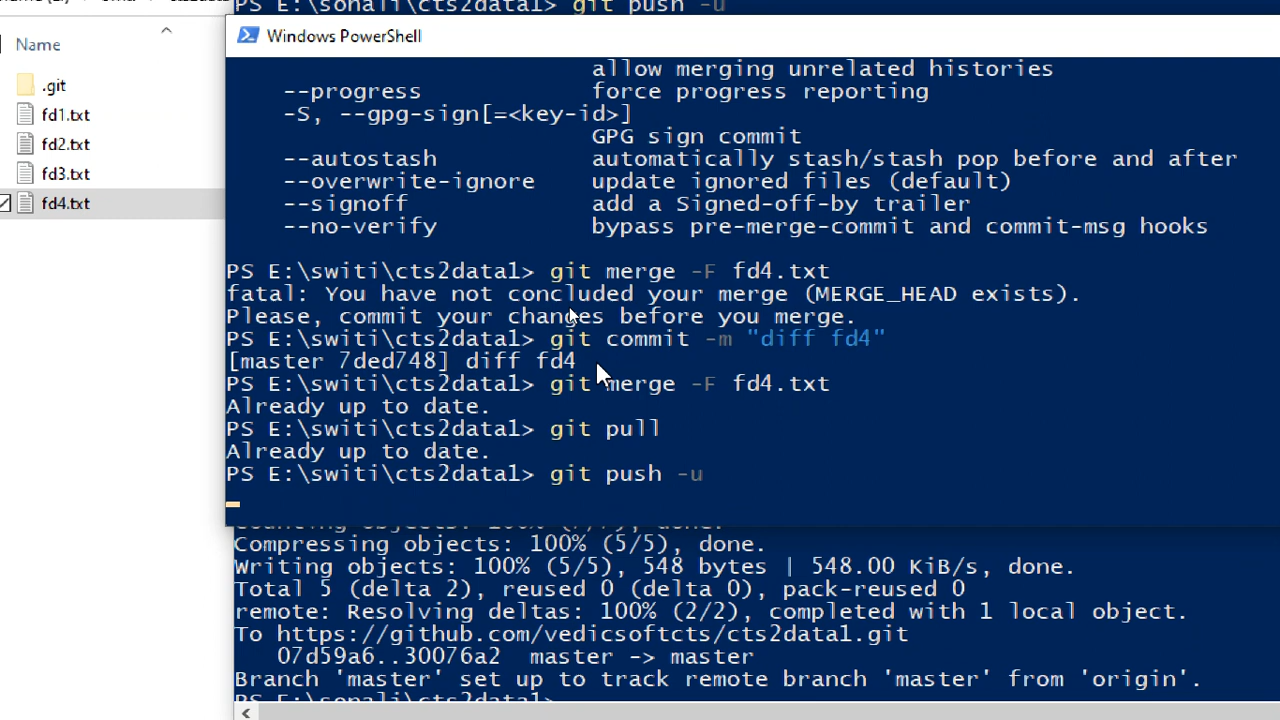 PS E:\sonali\cts2data1> git push -u
Name
.git
fd1.txt
fd2.txt
fd3.txt
fd4.txt
Windows PowerShell
allow merging unrelated histories
--progress force progress reporting
-S, --gpg-sign[=<key-id>]
GPG sign commit
--autostash automatically stash/stash pop before and after
--overwrite-ignore update ignored files (default)
--signoff add a Signed-off-by trailer
--no-verify bypass pre-merge-commit and commit-msg hooks
PS E:\switi\cts2data1> git merge -F fd4.txt
fatal: You have not concluded your merge (MERGE_HEAD exists).
Please, commit your changes before you merge.
PS E:\switi\cts2data1> git commit -m "diff fd4"
[master 7ded748] diff fd4
PS E:\switi\cts2data1> git merge -F fd4.txt
Already up to date.
PS E:\switi\cts2data1> git pull
Already up to date.
PS E:\switi\cts2data1> git push -u
Counting objects: 100% (7/7), done.
Compressing objects: 100% (5/5), done.
Writing objects: 100% (5/5), 548 bytes | 548.00 KiB/s, done.
Total 5 (delta 2), reused 0 (delta 0), pack-reused 0
remote: Resolving deltas: 100% (2/2), completed with 1 local object.
To https://github.com/vedicsoftcts/cts2data1.git
07d59a6..30076a2 master -> master
Branch 'master' set up to track remote branch 'master' from 'origin'.
PS E:\sonali\cts2data1>